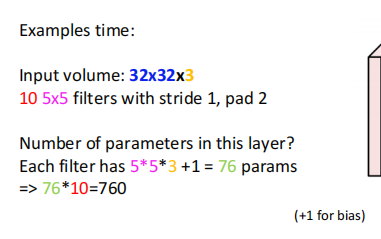 Examples time:
Input volume: 32x32x3
10 5x5 filters with stride 1, pad 2
Number of parameters in this layer?
Each filter has 5*5*3 +1 = 76 params
=> 76*10=760
(+1 for bias)